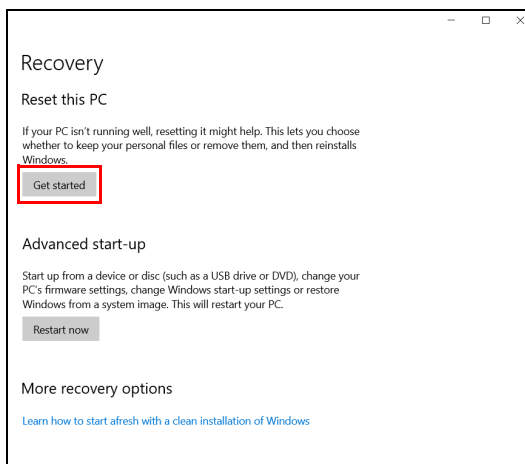 Recovery
Reset this PC
If your PC isn't running well, resetting it might help. This lets you choose
whether to keep your personal files or remove them, and then reinstalls
Windows.
Get started
Advanced start-up
Start up from a device or disc (such as a USB drive or DVD), change your
PC's firmware settings, change Windows start-up settings or restore
Windows from a system image. This will restart your PC.
Restart now
More recovery options
Learn how to start afresh with a clean installation of Windows